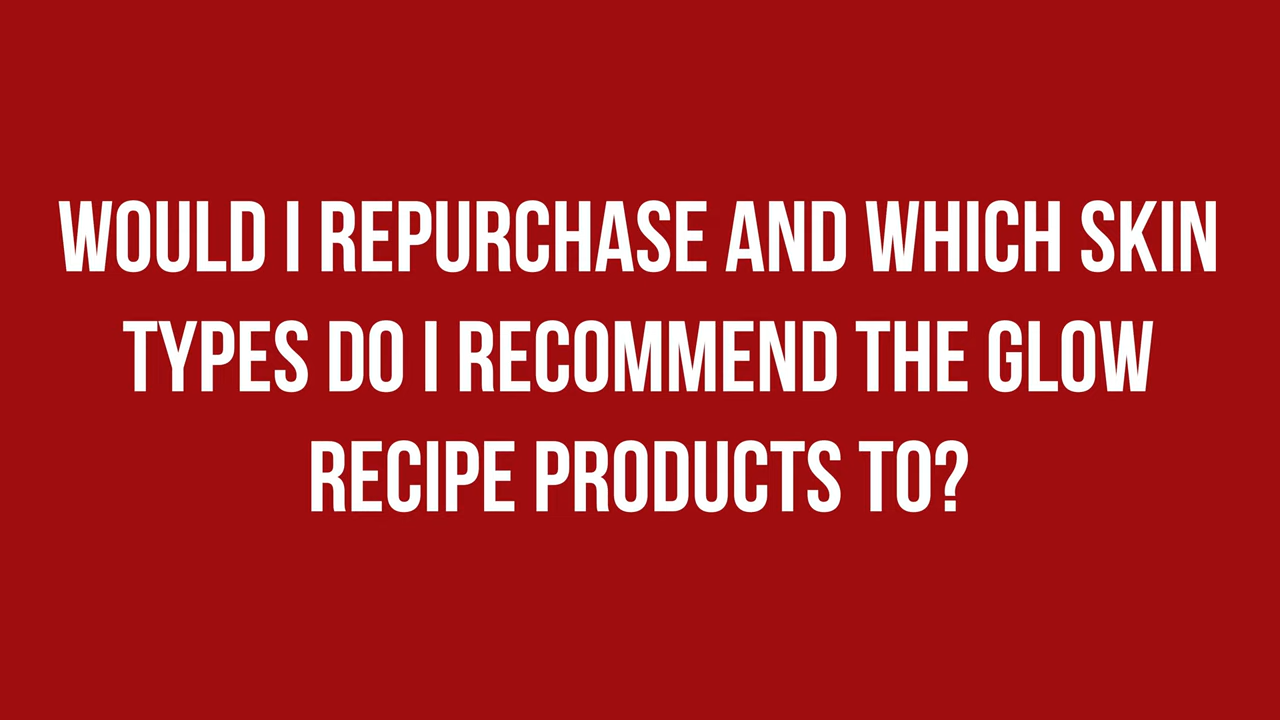 WOULD I REPURCHASE AND WHICH SKIN
TYPES DO I RECOMMEND THE GLOW
RECIPE PRODUCTS TO?